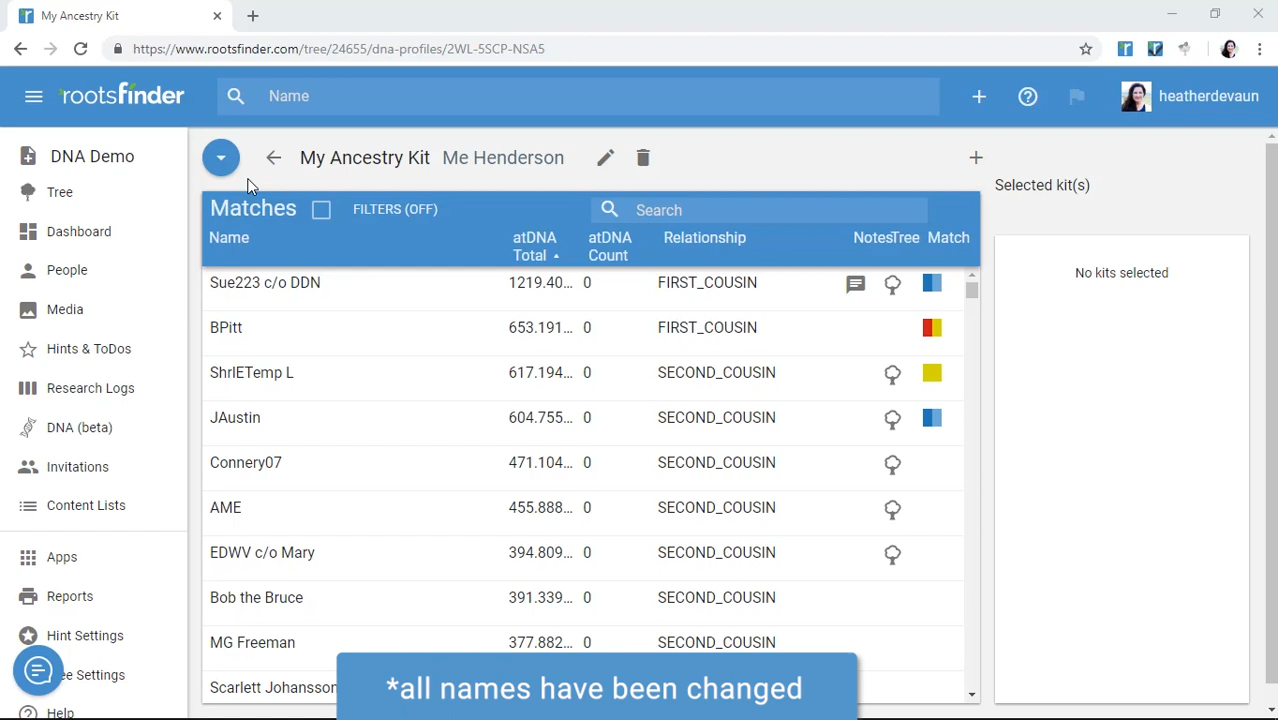 My Ancestry Kit
https://www.rootsfinder.com/tree/24655/dna-profiles/2WL-5SCP-NSA5
rootsfinder
Name
heatherdevaun
DNA Demo
Tree
Dashboard
People
Media
Hints & ToDos
Research Logs
DNA (beta)
Invitations
Content Lists
Apps
Reports
Hint Settings
ee Settings
Help
My Ancestry Kit Me Henderson
Matches FILTERS (OFF) Search
Name atDNA Total atDNA Count Relationship Notes Tree Match
Sue223 c/o DDN 1219.40... 0 FIRST_COUSIN
BPitt 653.191... 0 FIRST_COUSIN
ShrlETemp L 617.194... 0 SECOND_COUSIN
JAustin 604.755... 0 SECOND_COUSIN
Connery07 471.104... 0 SECOND_COUSIN
AME 455.888... 0 SECOND_COUSIN
EDWV c/o Mary 394.809... 0 SECOND_COUSIN
Bob the Bruce 391.339... 0 SECOND_COUSIN
MG Freeman 377.882... 0 SECOND_COUSIN
Scarlett Johansson
Selected kit(s)
No kits selected
*all names have been changed